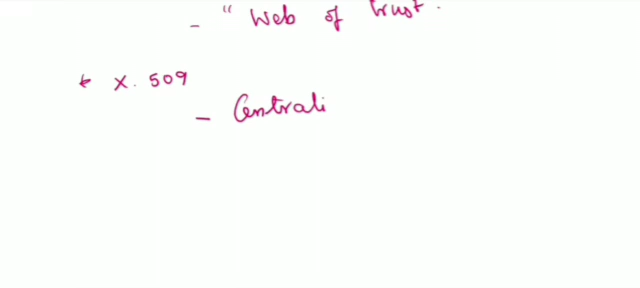 - "Web of trust.
* X.509
- Centrali